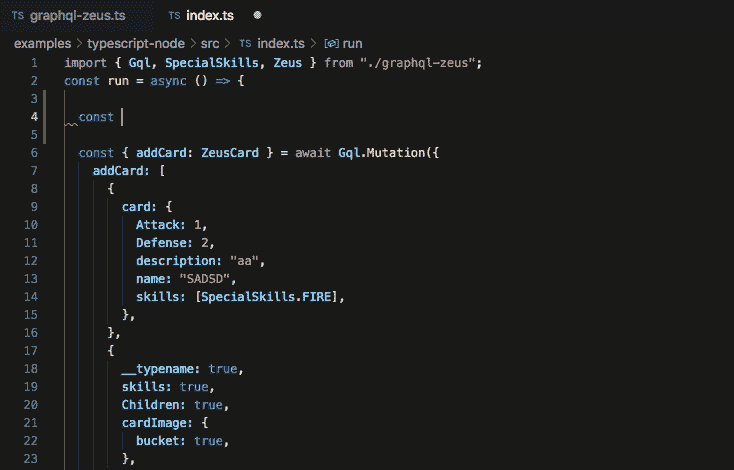 TS graphql-zeus.ts TS index.ts
examples > typescript-node > src > TS index.ts > run
1 import { Gql, SpecialSkills, Zeus } from "./graphql-zeus";
2 const run = async () => {
3
4 const
5
6 const { addCard: ZeusCard } = await Gql.Mutation({
7 addCard: [
8 {
9 card: {
10 Attack: 1,
11 Defense: 2,
12 description: "aa",
13 name: "SADSD",
14 skills: [SpecialSkills.FIRE],
15 },
16 },
17 {
18 __typename: true,
19 skills: true,
20 Children: true,
21 cardImage: {
22 bucket: true,
23 },